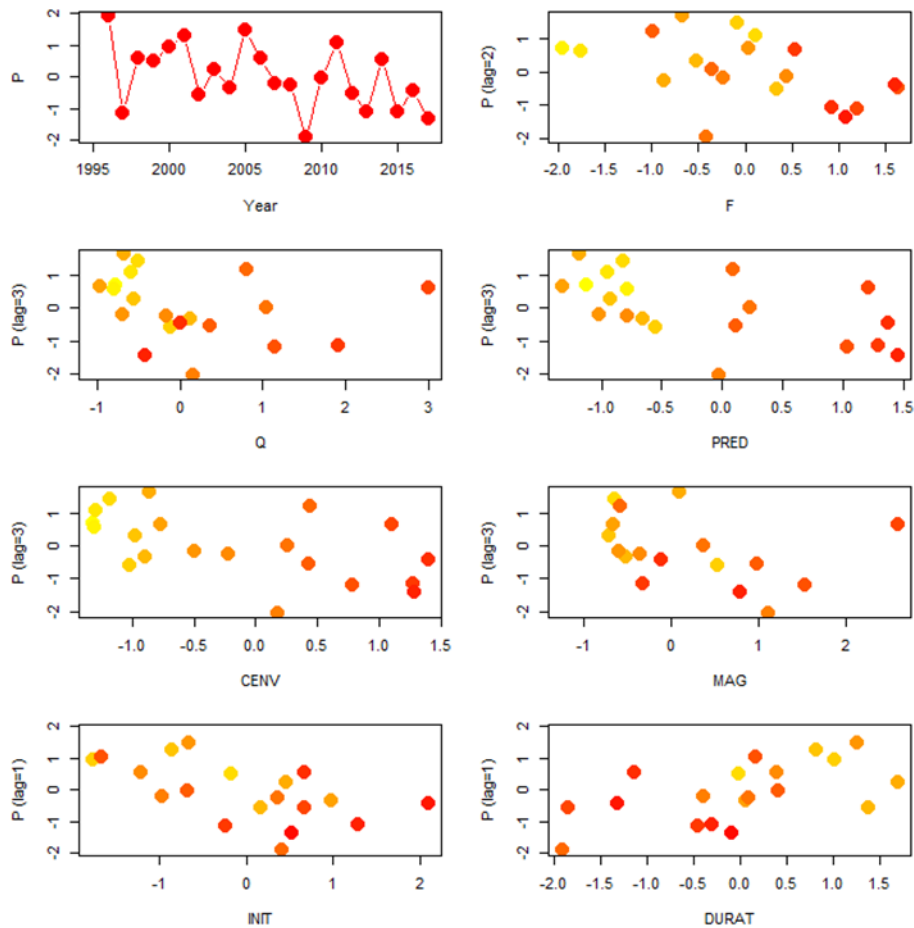 P
2
1
0
-1
-2
1995 2000 2005 2010 2015
Year
P (lag=2)
2
1
0
-1
-2
-2.0 -1.5 -1.0 -0.5 0.0 0.5 1.0 1.5
F
P (lag=3)
1
0
-1
-2
-1 0 1 2 3
Q
P (lag=3)
1
0
-1
-2
-1.0 -0.5 0.0 0.5 1.0 1.5
PRED
P (lag=3)
1
0
-1
-2
-1.0 -0.5 0.0 0.5 1.0 1.5
CENV
P (lag=3)
1
0
-1
-2
-1 0 1 2
MAG
P (lag=1)
2
1
0
-1
-2
-1 0 1 2
INIT
P (lag=1)
2
1
0
-1
-2
-2.0 -1.5 -1.0 -0.5 0.0 0.5 1.0 1.5
DURAT